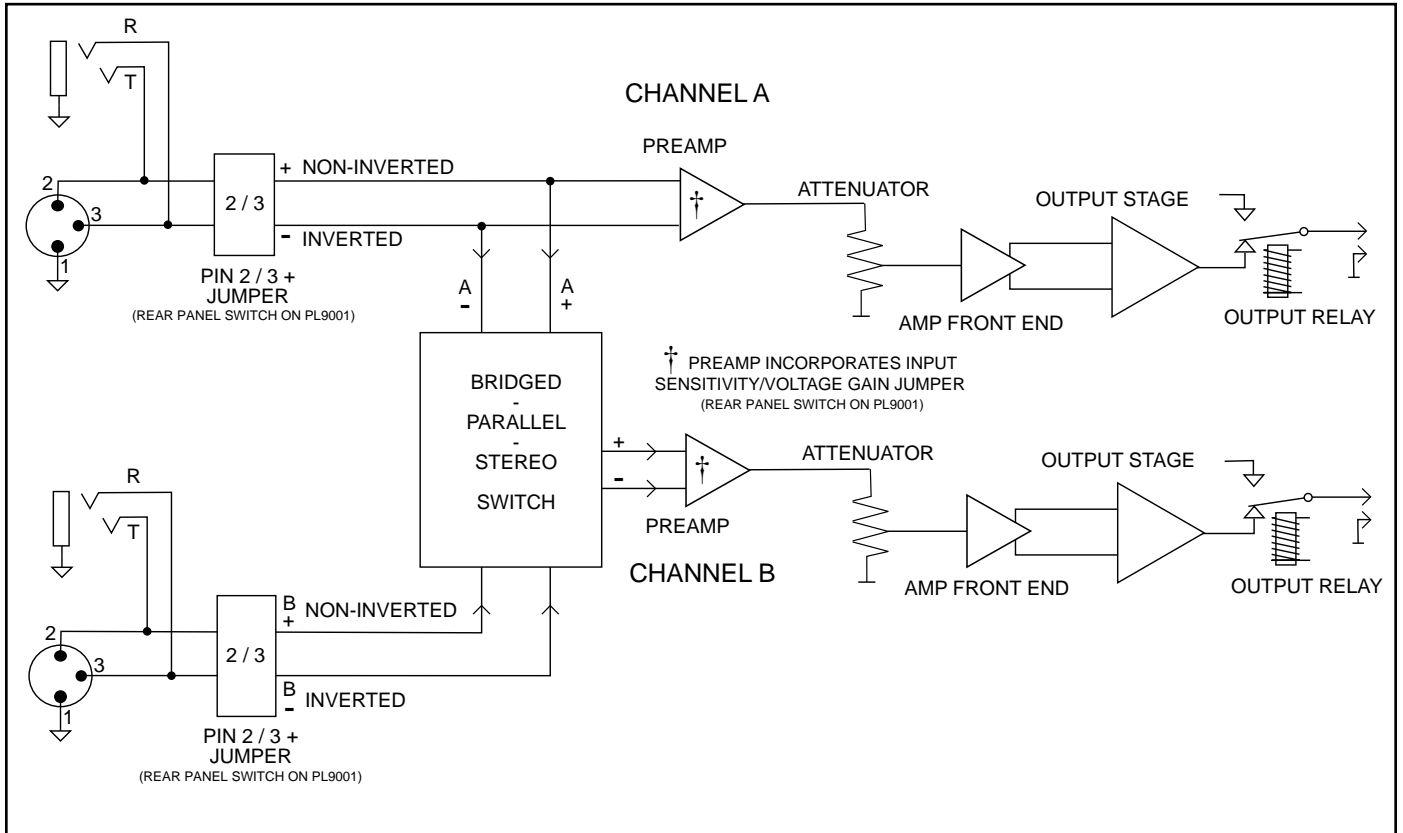 R
T
CHANNEL A
PREAMP
†
2
3
1
2 / 3
+ NON-INVERTED
- INVERTED
PIN 2 / 3 +
JUMPER
(REAR PANEL SWITCH ON PL9001)
A
-
A
+
ATTENUATOR
AMP FRONT END
OUTPUT STAGE
OUTPUT RELAY
† PREAMP INCORPORATES INPUT
SENSITIVITY/VOLTAGE GAIN JUMPER
(REAR PANEL SWITCH ON PL9001)
BRIDGED
-
PARALLEL
-
STEREO
SWITCH
+
-
†
PREAMP
CHANNEL B
ATTENUATOR
AMP FRONT END
OUTPUT STAGE
OUTPUT RELAY
R
T
2
3
1
2 / 3
B
+ NON-INVERTED
B
- INVERTED
PIN 2 / 3 +
JUMPER
(REAR PANEL SWITCH ON PL9001)